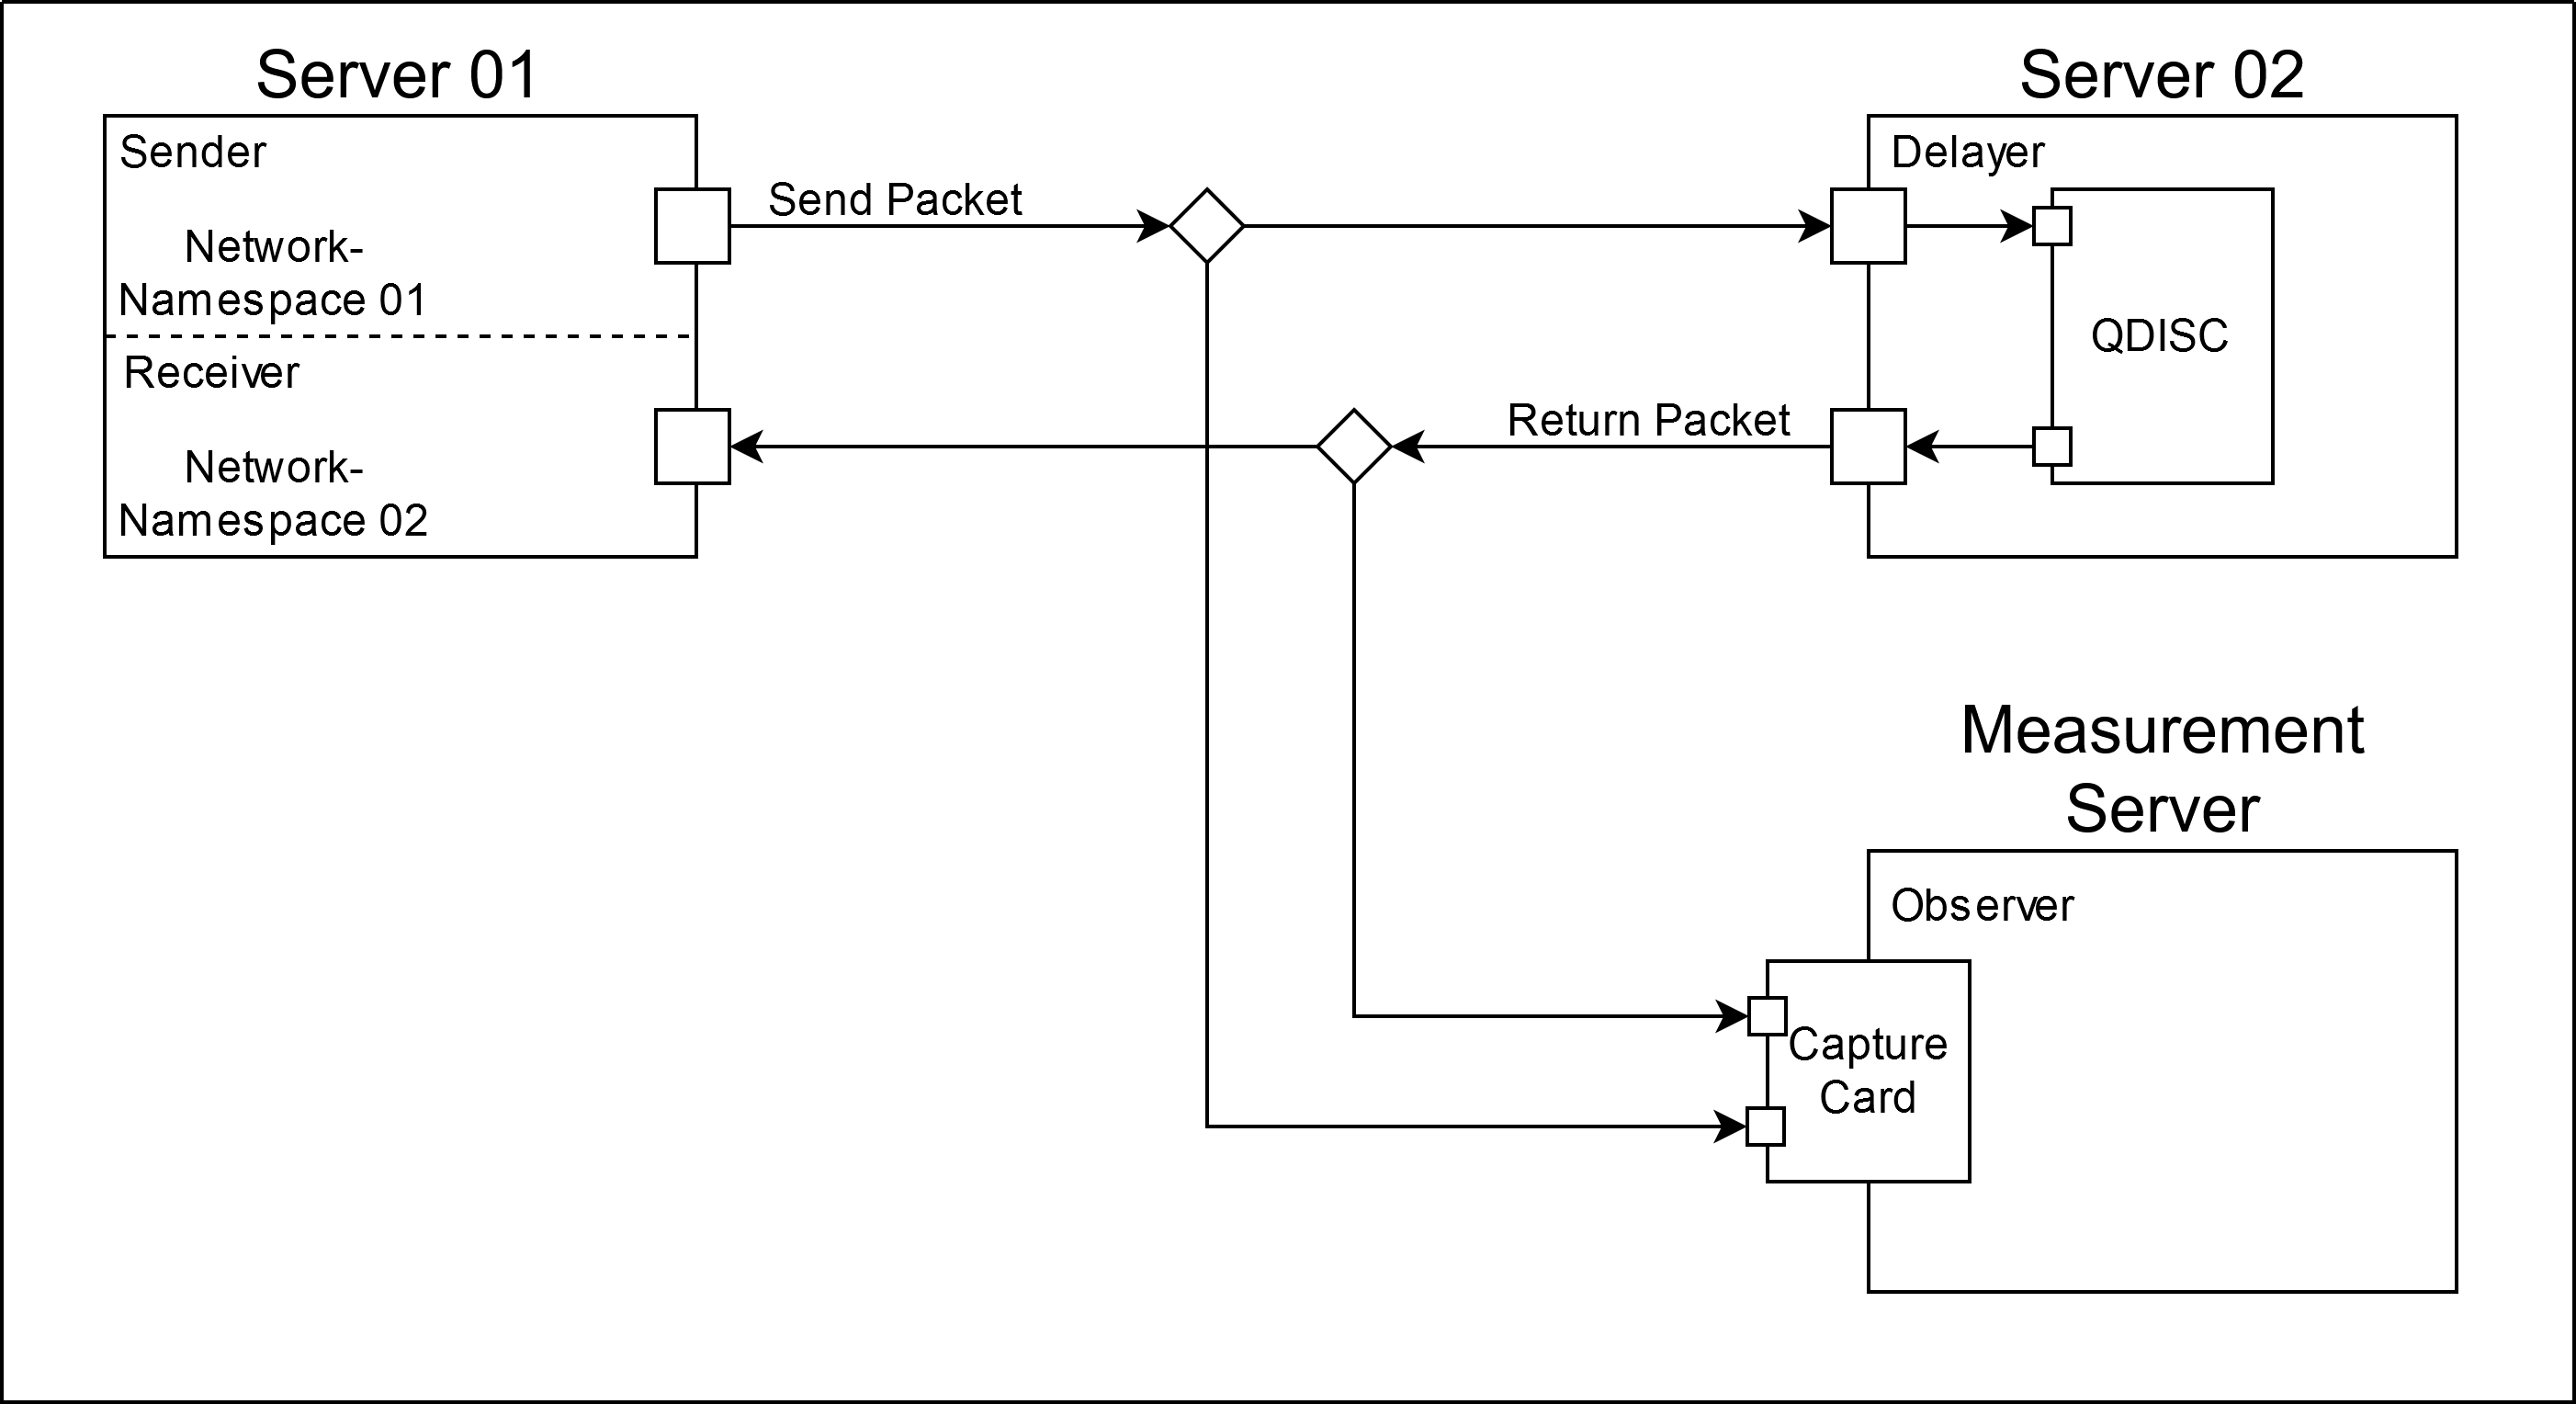 Server 01
Sender
Network-
Namespace 01
Receiver
Network-
Namespace 02
Send Packet
Return Packet
Server 02
Delayer
QDISC
Measurement
Server
Observer
Capture
Card